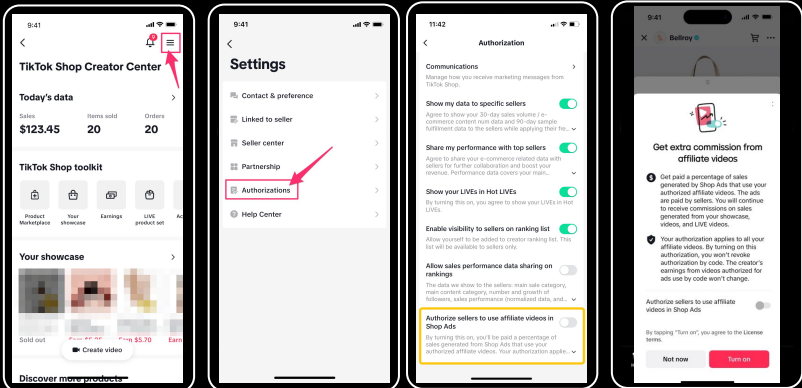 9:41
TikTok Shop Creator Center
Today's data
Sales
Items sold
Orders
$123.45
20
20
TikTok Shop toolkit
Product
Marketplace
Your
showcase
Earnings
LIVE
product set
Ac
Your showcase
Sold out
Earn $5.70
Earn
Create video
Discover more products
9:41
Settings
Contact & preference
Linked to seller
Seller center
Partnership
Authorizations
Help Center
11:42
Authorization
Communications
Manage how you receive marketing messages from
TikTok Shop.
Show my data to specific sellers
Agree to show your 30-day sales volume / e-
commerce content num data and 90-day sample
fulfillment data to the sellers while applying their fre...
Share my performance with top sellers
Agree to share your e-commerce related data with
sellers for further collaboration and boost your
revenue. Performance data covers your main...
Show your LIVEs in Hot LIVEs
By turning this on, you agree to show your LIVEs in Hot
LIVEs.
Enable visibility to sellers on ranking list
Allow yourself to be added to creator ranking list. This
list will be available to sellers only.
Allow sales performance data sharing on
rankings
The data we show to the sellers: main sale category,
main content category, number and growth of
followers, sales performance (normalized data, and...
Authorize sellers to use affiliate videos in
Shop Ads
By turning this on, you'll be paid a percentage of
sales generated from Shop Ads that use your
authorized affiliate videos. Your authorization applie...
9:41
Bellroy
Get extra commission from
affiliate videos
Get paid a percentage of sales
generated by Shop Ads that use your
authorized affiliate videos. The ads
are paid by sellers. You will continue
to receive commissions on sales
generated from your showcase,
videos, and LIVE videos.
Your authorization applies to all your
affiliate videos. By turning on this
authorization, you won't revoke
authorization by code. The creator's
earnings from videos authorized for
ads use by code won't change.
Authorize sellers to use affiliate
videos in Shop Ads
By tapping "Turn on", you agree to the License
terms.
Not now
Turn on